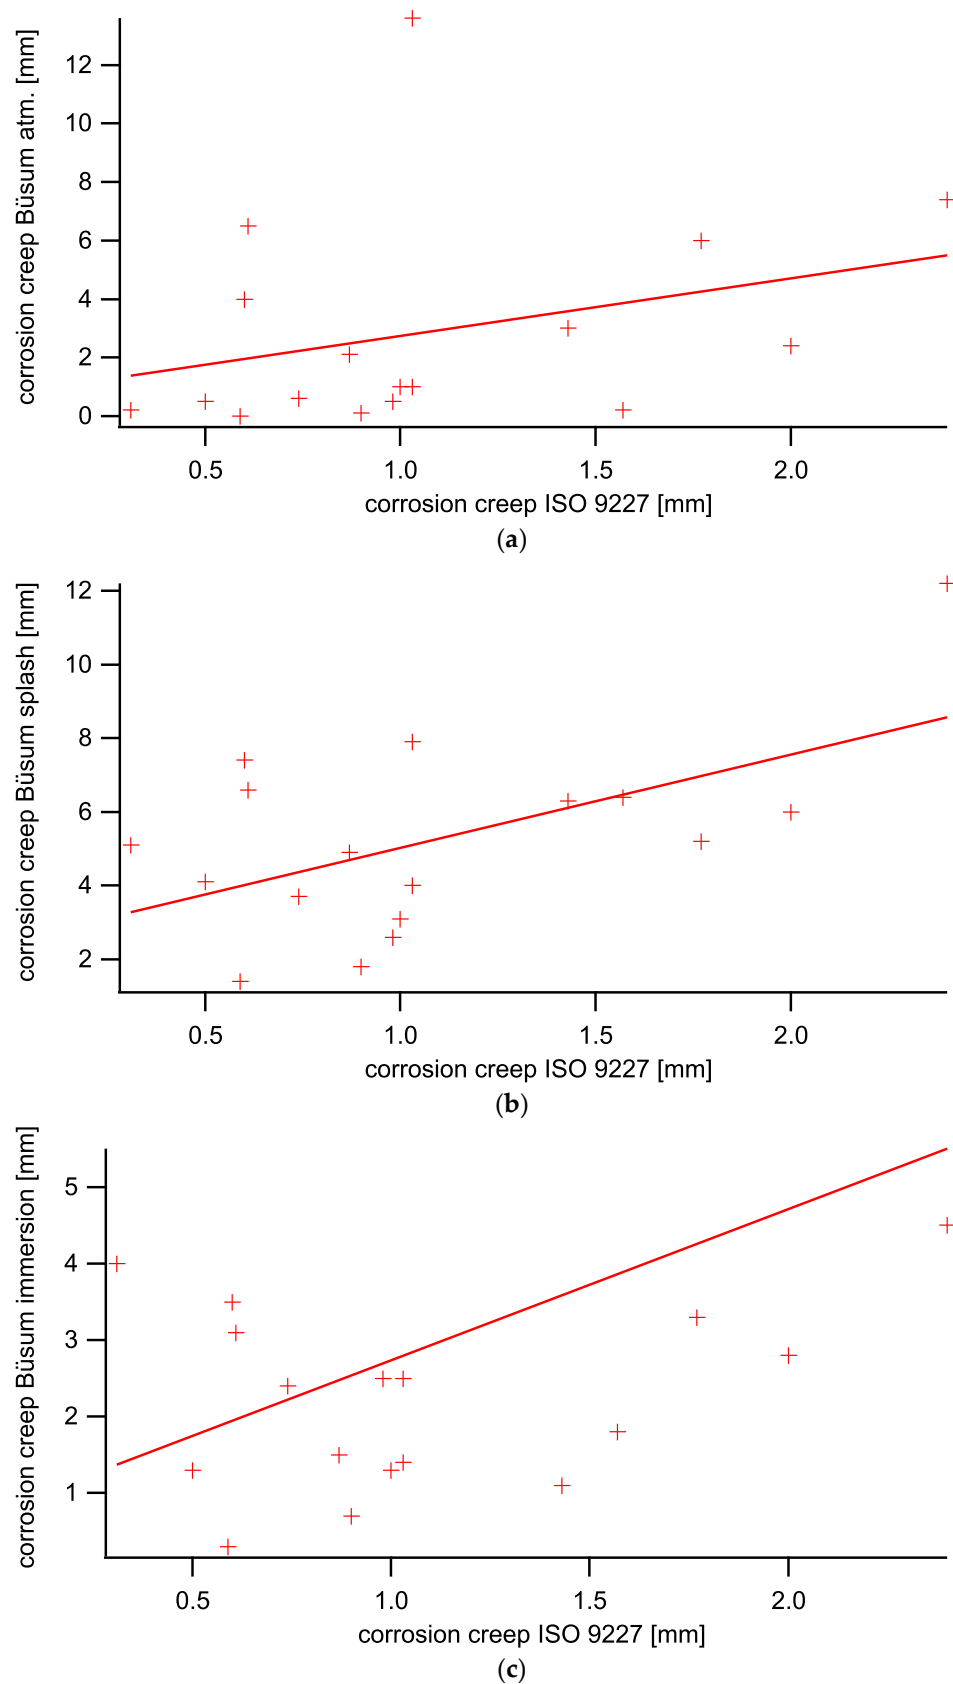 corrosion creep Büsum atm. [mm]
12
10
8
6
4
2
0
0.5 1.0 1.5 2.0
corrosion creep ISO 9227 [mm]
(a)
corrosion creep Büsum splash [mm]
12
10
8
6
4
2
0.5 1.0 1.5 2.0
corrosion creep ISO 9227 [mm]
(b)
corrosion creep Büsum immersion [mm]
5
4
3
2
1
0.5 1.0 1.5 2.0
corrosion creep ISO 9227 [mm]
(c)